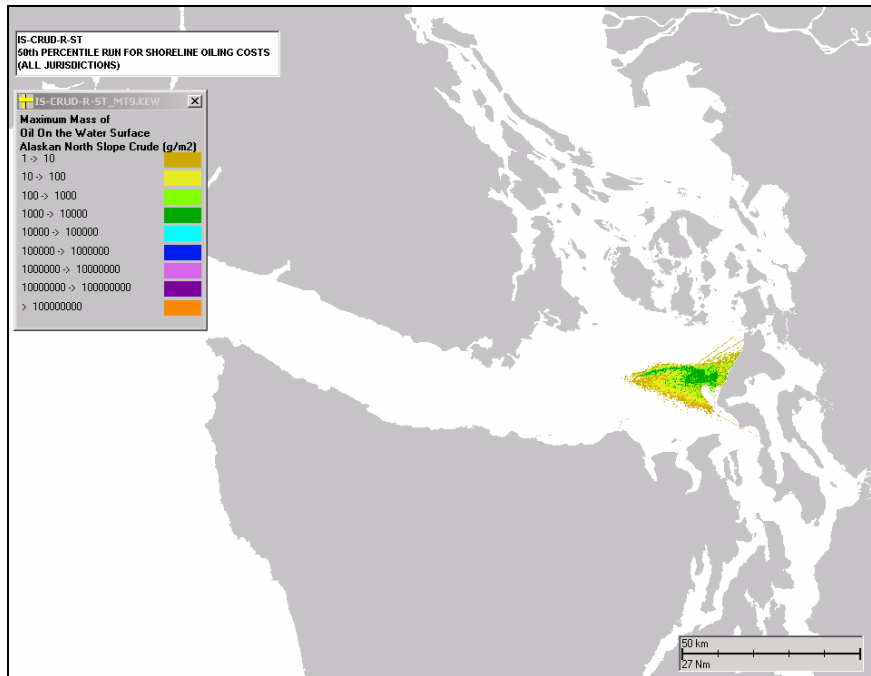 IS-CRUD-R-ST
50th PERCENTILE RUN FOR SHORELINE OILING COSTS
(ALL JURISDICTIONS)
IS-CRUD-R-ST_MT9.KEW
Maximum Mass of
Oil On the Water Surface
Alaskan North Slope Crude (g/m2)
1 -> 10
10 -> 100
100 -> 1000
1000 -> 10000
10000 -> 100000
100000 -> 1000000
1000000 -> 10000000
10000000 -> 100000000
> 100000000
50 km
27 Nm